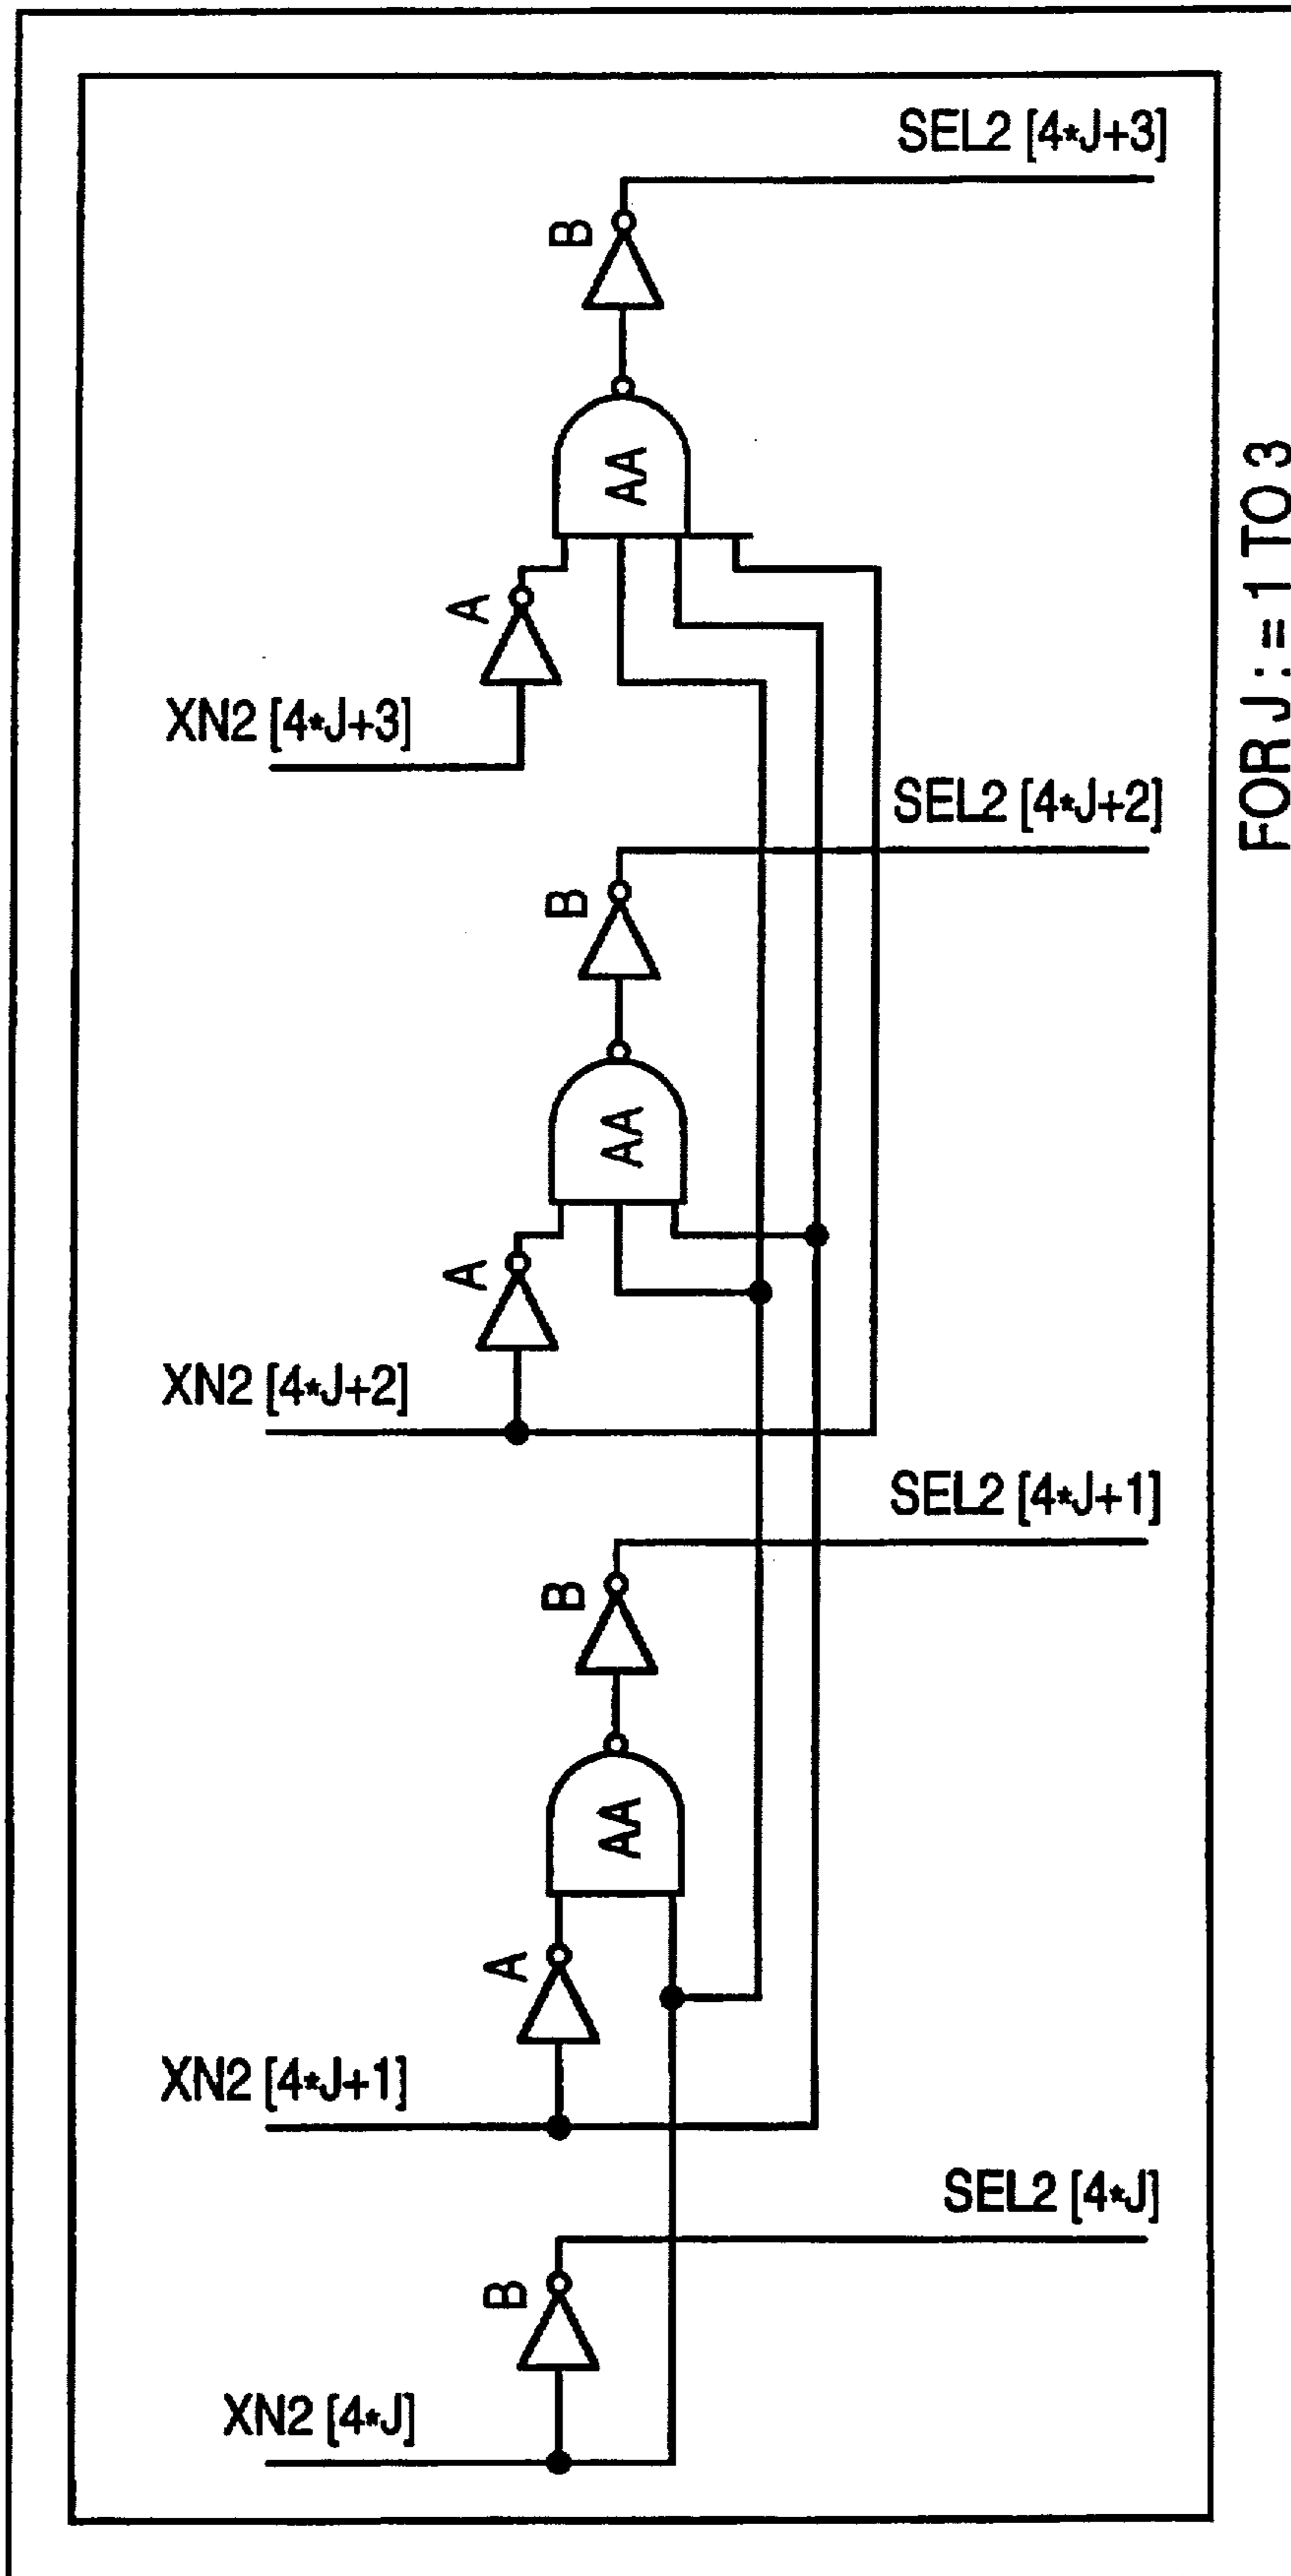 SEL2 [4*J+3]
B
AA
A
XN2 [4*J+3]
SEL2 [4*J+2]
B
AA
A
XN2 [4*J+2]
SEL2 [4*J+1]
B
AA
A
XN2 [4*J+1]
SEL2 [4*J]
B
XN2 [4*J]
FOR J : = 1 TO 3